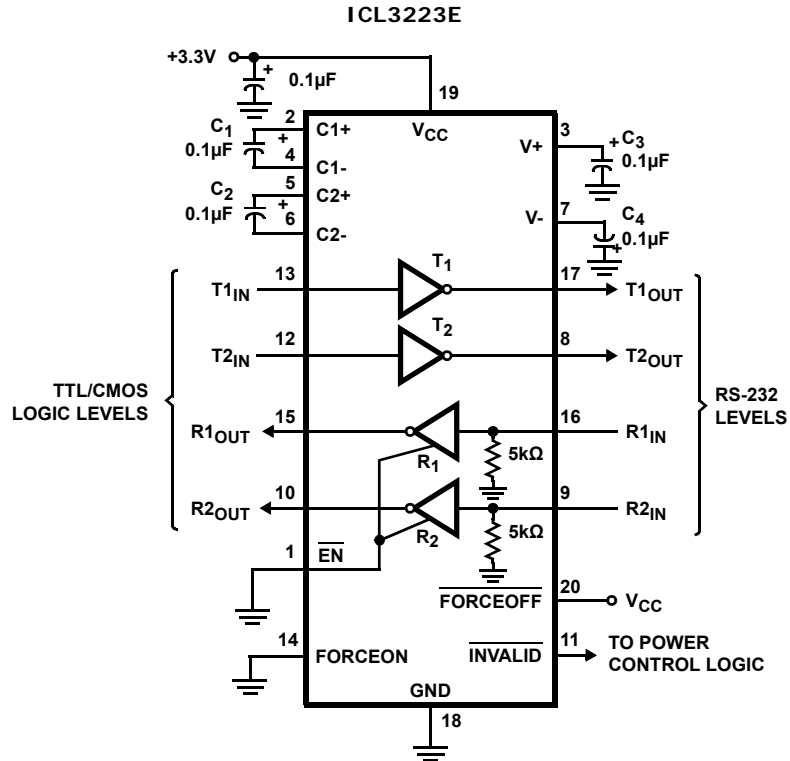 ICL3223E
+3.3V
+
0.1µF
19
2
C1+
VCC
3
C1
0.1µF
+
V+
+
C3
0.1µF
4
C1-
5
C2+
C2
0.1µF
+
6
C2-
7
V-
C4
0.1µF
+
T1
13
17
T1IN
T1OUT
T2
12
8
T2IN
T2OUT
TTL/CMOS
LOGIC LEVELS
RS-232
LEVELS
15
16
R1OUT
R1IN
R1
5kΩ
10
9
R2OUT
R2IN
R2
5kΩ
1
EN
FORCEOFF
20
VCC
14
FORCEON
INVALID
11
TO POWER
CONTROL LOGIC
GND
18